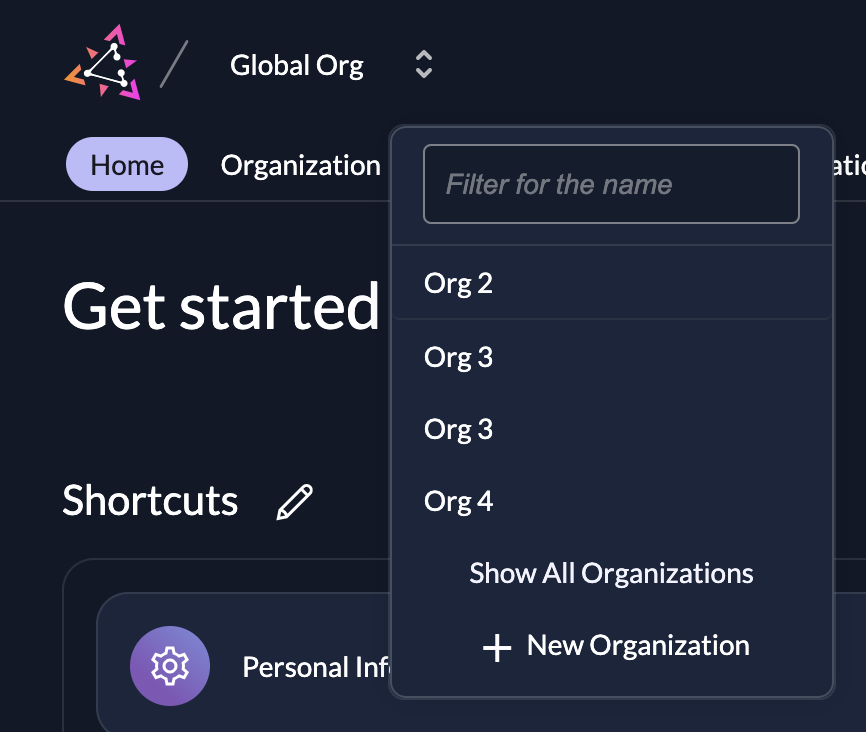 Global Org
Home
Organization
Filter for the name
Get started
Org 2
Org 3
Org 3
Org 4
Shortcuts
Show All Organizations
New Organization
Personal